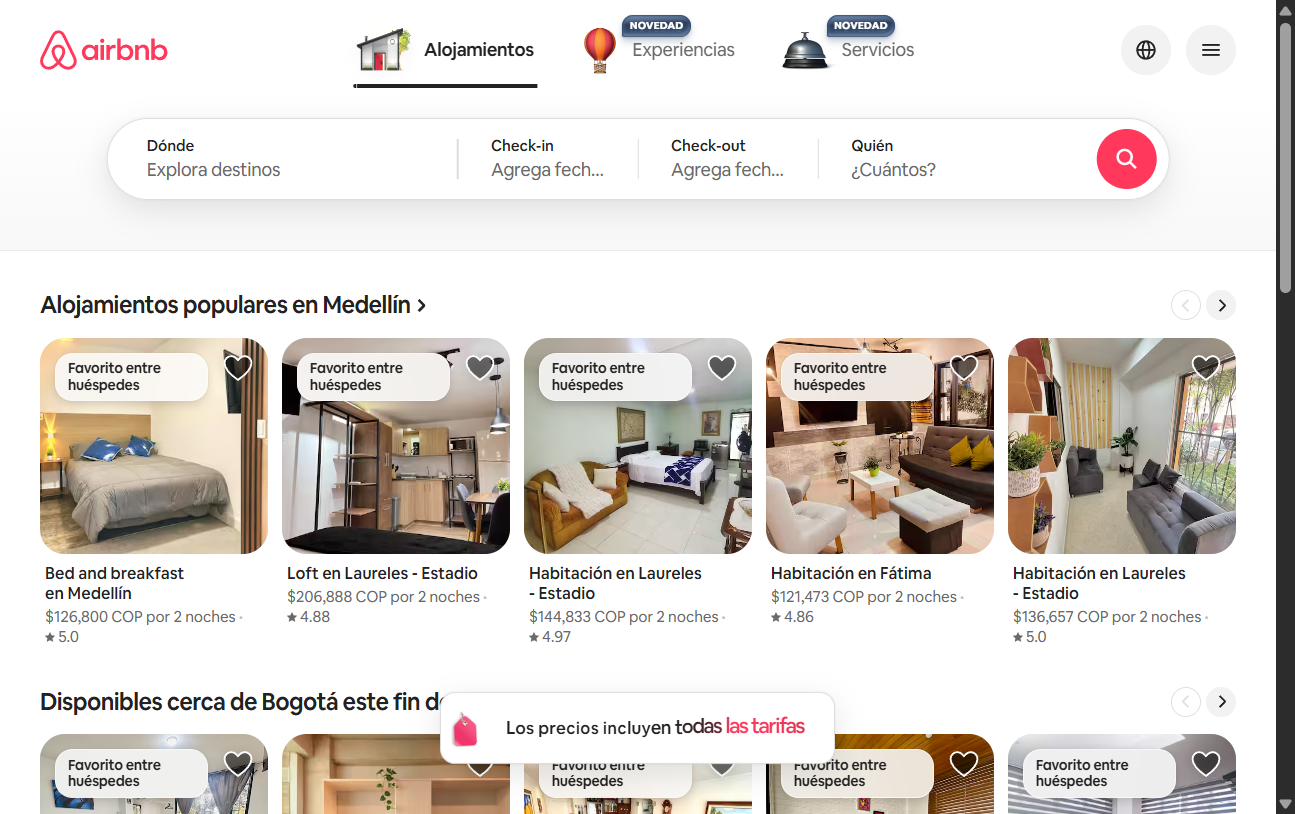 airbnb
Alojamientos
NOVEDAD
Experiencias
NOVEDAD
Servicios
Dónde
Explora destinos
Check-in
Agrega fech...
Check-out
Agrega fech...
Quién
¿Cuántos?
Alojamientos populares en Medellín
Favorito entre
huéspedes
Favorito entre
huéspedes
Favorito entre
huéspedes
Favorito entre
huéspedes
Bed and breakfast
en Medellín
$126,800 COP por 2 noches ·
★ 5.0
Loft en Laureles - Estadio
$206,888 COP por 2 noches ·
★ 4.88
Habitación en Laureles
- Estadio
$144,833 COP por 2 noches ·
★ 4.97
Habitación en Fátima
$121,473 COP por 2 noches ·
★ 4.86
Habitación en Laureles
- Estadio
$136,657 COP por 2 noches ·
★ 5.0
Disponibles cerca de Bogotá este fin
Los precios incluyen todas las tarifas
Favorito entre
huéspedes
Favorito entre
huéspedes
Favorito entre
huéspedes
Favorito entre
huéspedes